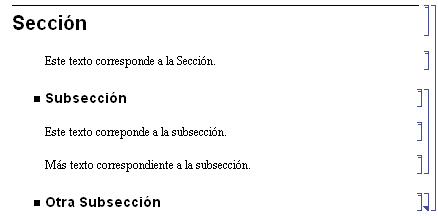 Sección
Este texto corresponde a la Sección.
■ Subsección
Este texto correponde a la subsección.
Más texto correspondiente a la subsección.
■ Otra Subsección